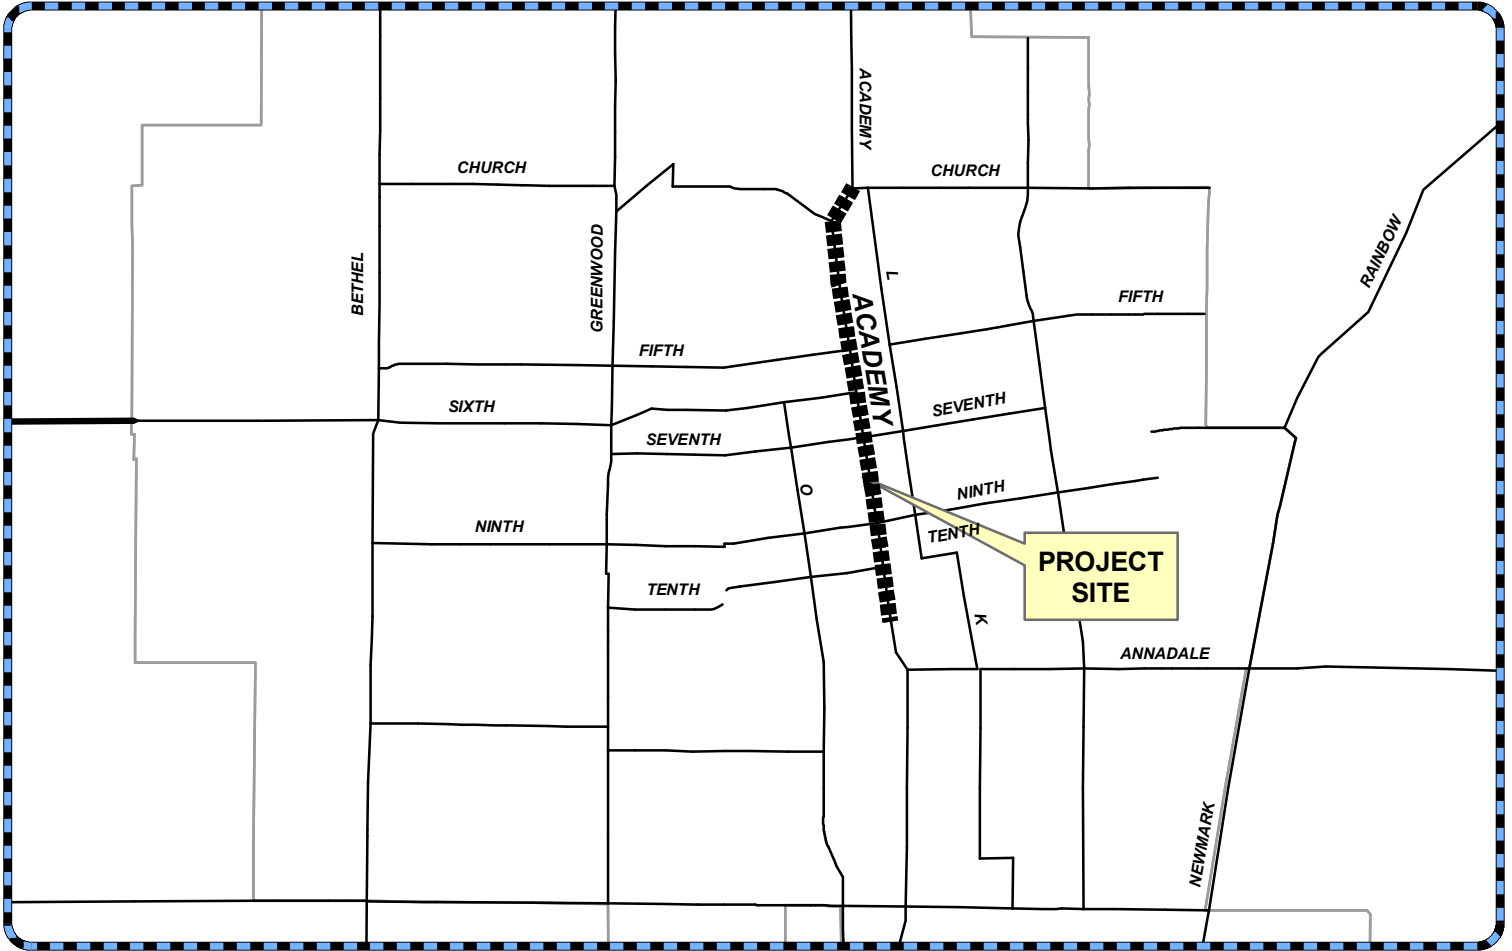 ACADEMY
CHURCH
CHURCH
RAINBOW
BETHEL
GREENWOOD
L
FIFTH
ACADEMY
FIFTH
SIXTH
SEVENTH
SEVENTH
O
NINTH
NINTH
TENTH
PROJECT
SITE
TENTH
K
ANNADALE
NEWMARK